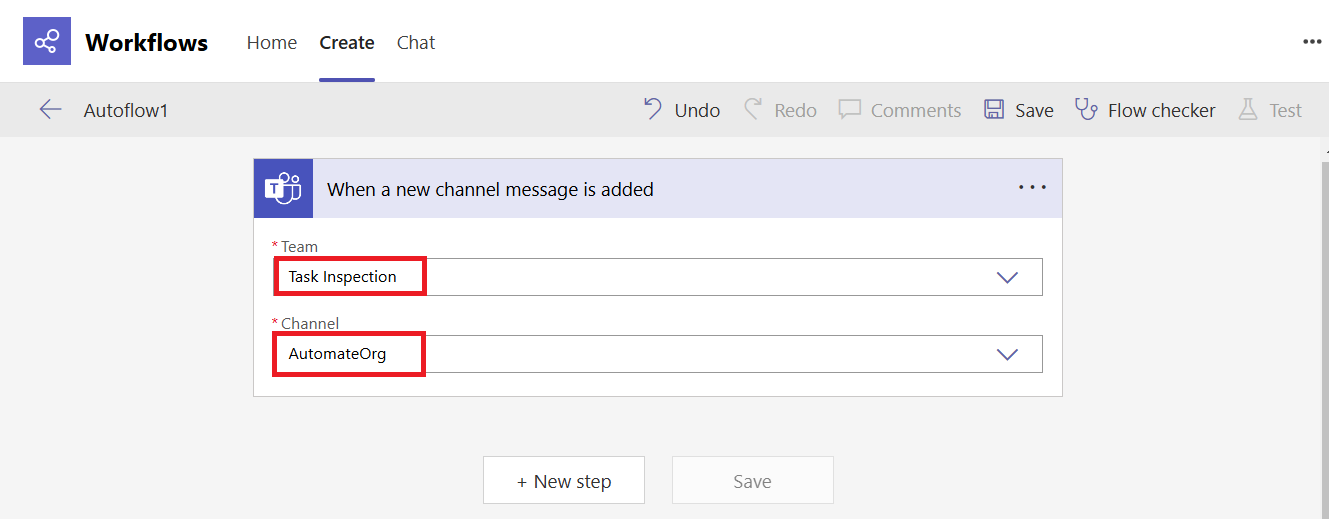 Workflows Home Create Chat
Autoflow1 Undo Redo Comments Save Flow checker Test
T
When a new channel message is added
* Team
Task Inspection
* Channel
AutomateOrg
+ New step Save